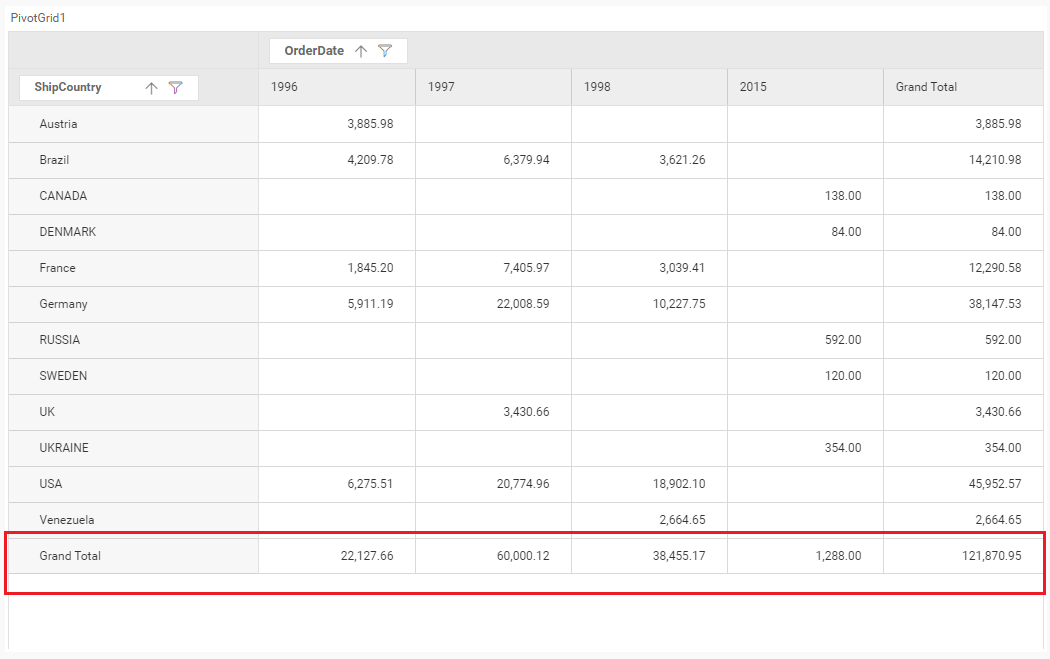 PivotGrid1
OrderDate
ShipCountry 1996 1997 1998 2015 Grand Total
Austria 3,885.98 3,885.98
Brazil 4,209.78 6,379.94 3,621.26 14,210.98
CANADA 138.00 138.00
DENMARK 84.00 84.00
France 1,845.20 7,405.97 3,039.41 12,290.58
Germany 5,911.19 22,008.59 10,227.75 38,147.53
RUSSIA 592.00 592.00
SWEDEN 120.00 120.00
UK 3,430.66 3,430.66
UKRAINE 354.00 354.00
USA 6,275.51 20,774.96 18,902.10 45,952.57
Venezuela 2,664.65 2,664.65
Grand Total 22,127.66 60,000.12 38,455.17 1,288.00 121,870.95